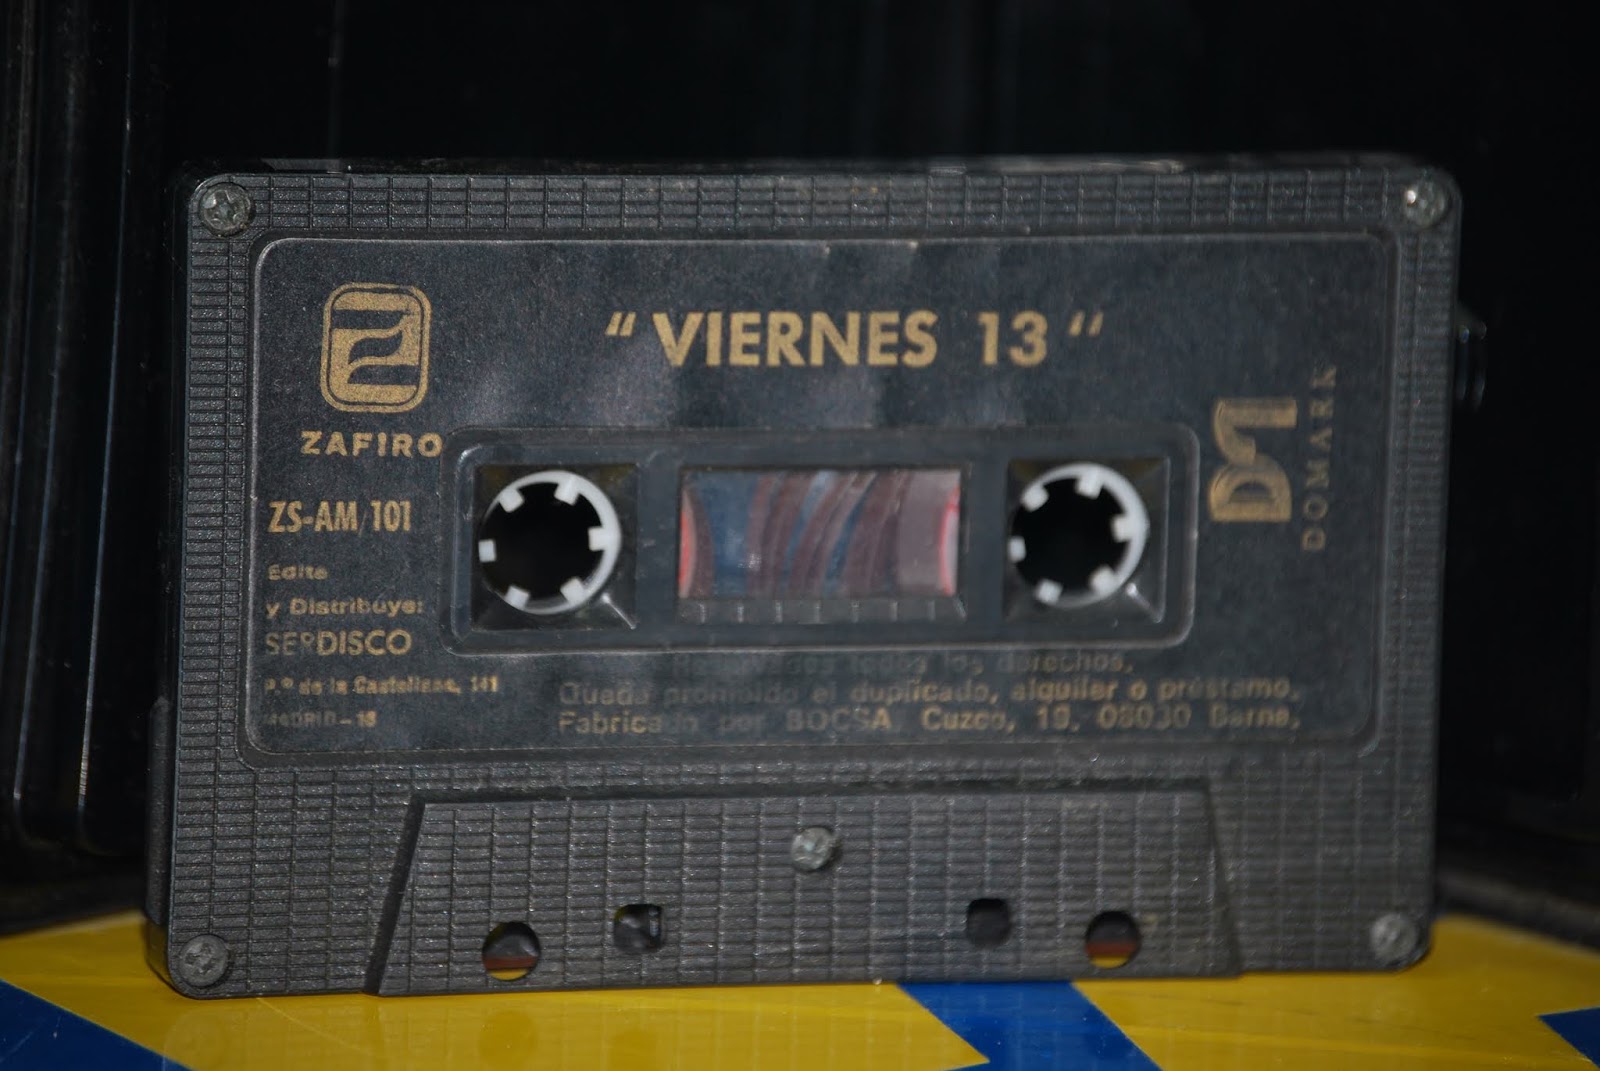 “ VIERNES 13 “
ZAFIRO
ZS-AM/101
Edita
y Distribuye:
SERDISCO
P.º de la Castellana, 141
MADRID-16
DM
DOMARK
Reservados todos los derechos.
Queda prohibido el duplicado, alquiler o préstamo.
Fabricado por BOCSA. Cuzco, 19. 08030 Barna.